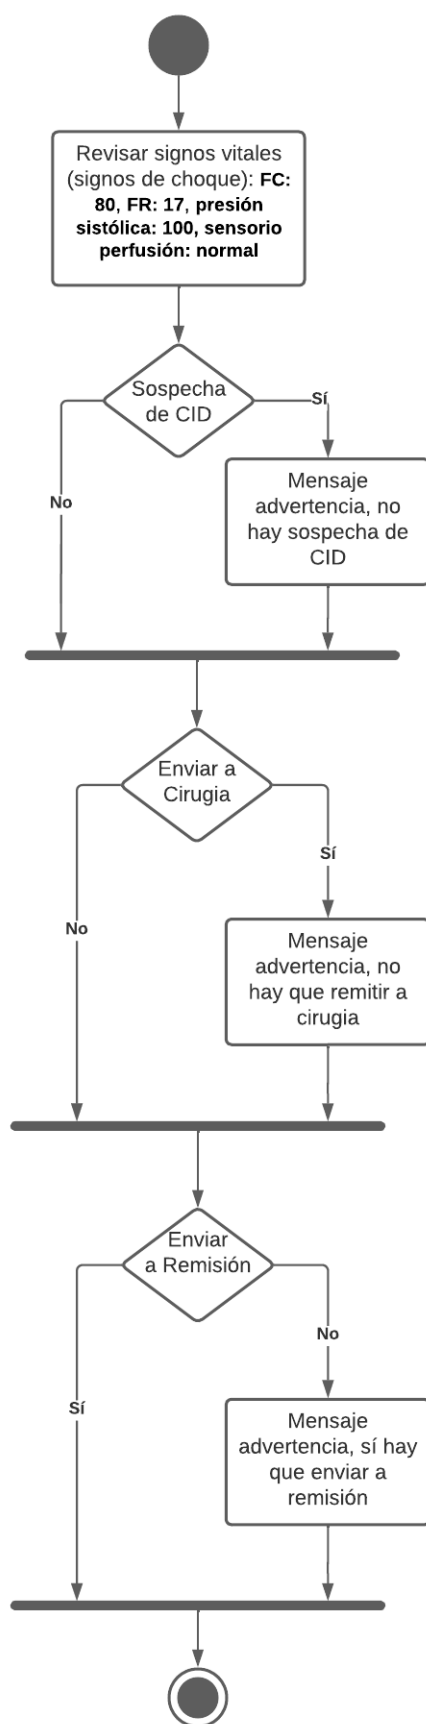 Revisar signos vitales
(signos de choque): FC:
80, FR: 17, presión
sistólica: 100, sensorio
perfusión: normal
Sospecha
de CID
Sí
No
Mensaje
advertencia, no
hay sospecha de
CID
Enviar a
Cirugia
Sí
No
Mensaje
advertencia, no
hay que remitir a
cirugia
Enviar
a Remisión
No
Sí
Mensaje
advertencia, sí hay
que enviar a
remisión